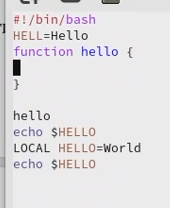 #!/bin/bash
HELL=Hello
function hello {
}
hello
echo $HELLO
LOCAL HELLO=World
echo $HELLO